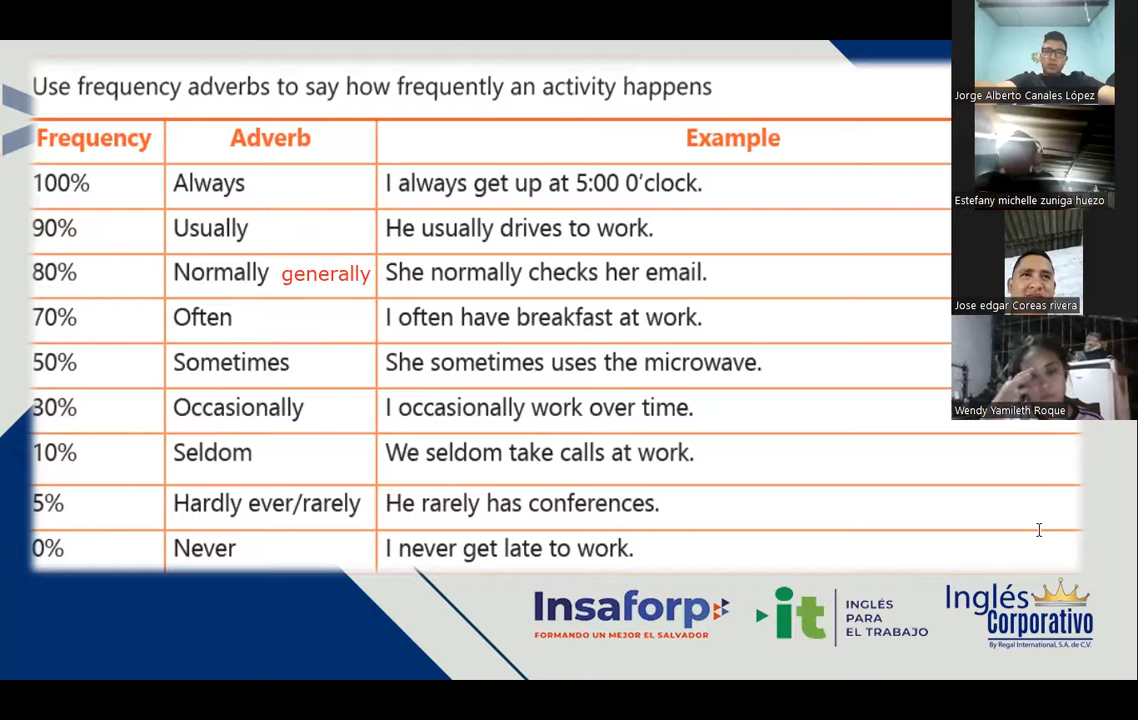 Use frequency adverbs to say how frequently an activity happens
Frequency Adverb Example
100% Always I always get up at 5:00 0'clock.
90% Usually He usually drives to work.
80% Normally generally She normally checks her email.
70% Often I often have breakfast at work.
50% Sometimes She sometimes uses the microwave.
30% Occasionally I occasionally work over time.
10% Seldom We seldom take calls at work.
5% Hardly ever/rarely He rarely has conferences.
0% Never I never get late to work.
Jorge Alberto Canales López
Estefany michelle zuniga huezo
Jose edgar Coreas rivera
Wendy Yamileth Roque
Insaforp
FORMANDO UN MEJOR EL SALVADOR
it
INGLÉS
PARA
EL TRABAJO
Inglés
Corporativo
By Regal International, S.A. de C.V.